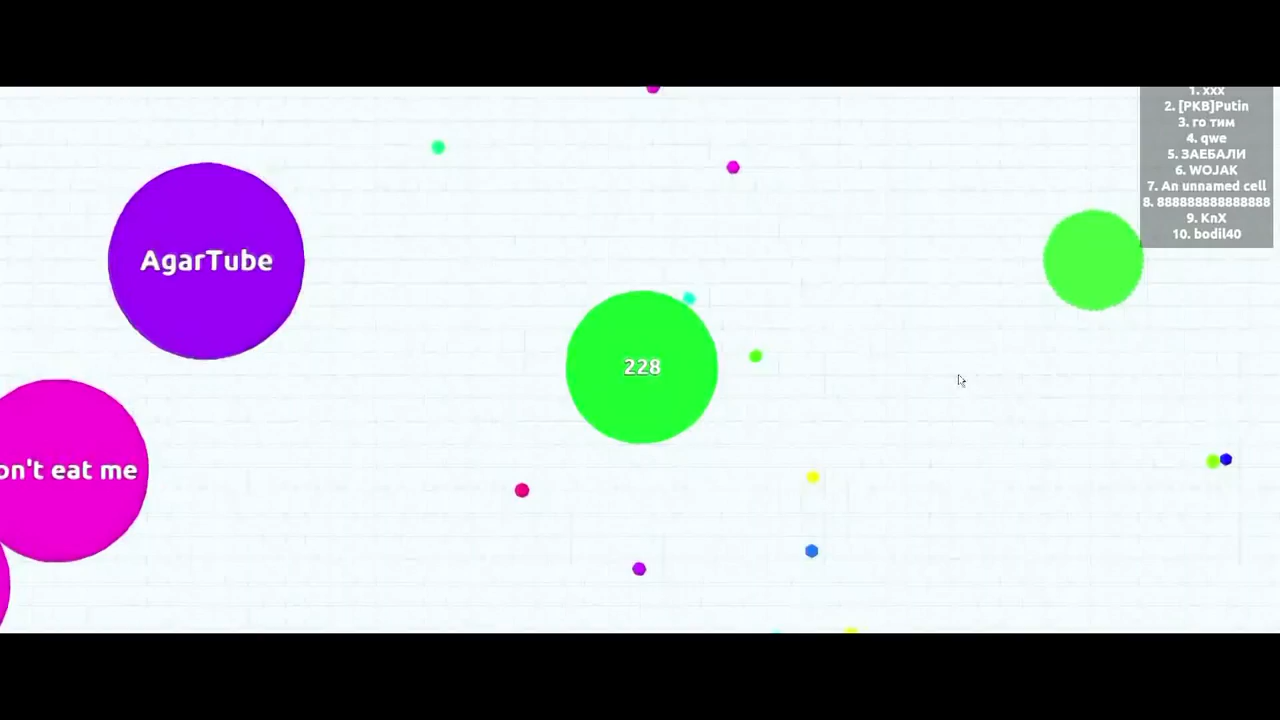 1. xxx
2. [PKB]Putin
3. го тим
4. qwe
5. ЗАЕБАЛИ
6. WOJAK
7. An unnamed cell
8. 888888888888888
9. KnX
10. bodil40
AgarTube
228
on't eat me